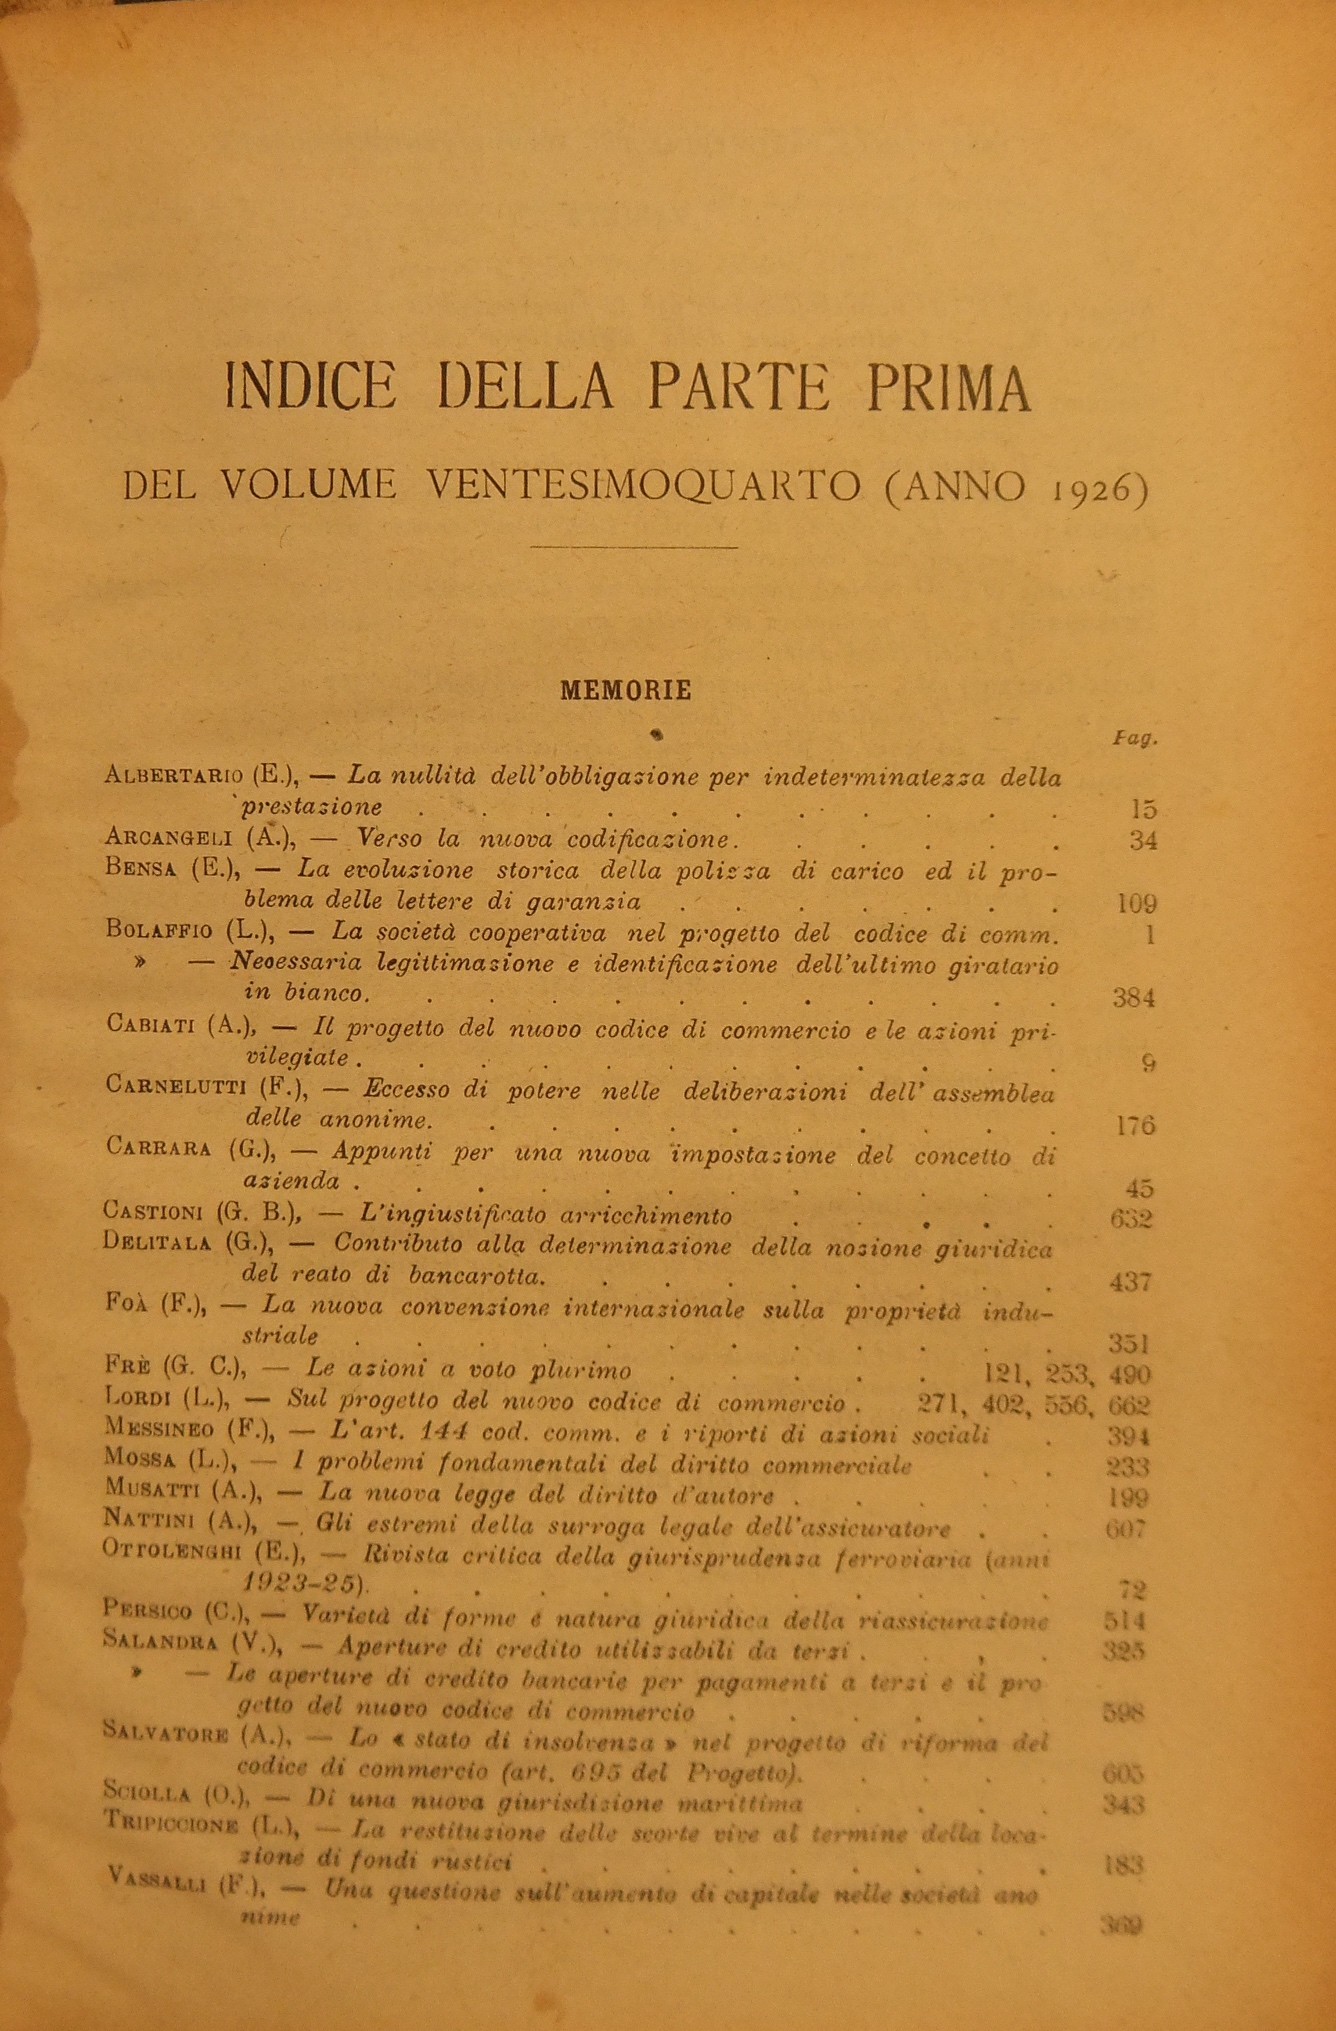 INDICE DELLA PARTE PRIMA
DEL VOLUME VENTESIMOQUARTO (ANNO 1926)
MEMORIE
Pag.
ALBERTARIO (E.), — La nullità dell'obbligazione per indeterminatezza della
prestazione . . . . . . . . . . . 15
ARCANGELI (A.), — Verso la nuova codificazione. . . . . . 34
BENSA (E.), — La evoluzione storica della polizza di carico ed il pro-
blema delle lettere di garanzia . . . . . . . 109
BOLAFFIO (L.), — La società cooperativa nel progetto del codice di comm. 1
» — Necessaria legittimazione e identificazione dell'ultimo giratario
in bianco. . . . . . . . . . . . 384
CABIATI (A.), — Il progetto del nuovo codice di commercio e le azioni pri-
vilegiate . . . . . . . . . . . . 9
CARNELUTTI (F.), — Eccesso di potere nelle deliberazioni dell' assemblea
delle anonime. . . . . . . . . . . 176
CARRARA (G.), — Appunti per una nuova impostazione del concetto di
azienda . . . . . . . . . . . . 45
CASTIONI (G. B.), — L'ingiustificato arricchimento . . . . . 632
DELITALA (G.), — Contributo alla determinazione della nozione giuridica
del reato di bancarotta. . . . . . . . . 437
FOÀ (F.), — La nuova convenzione internazionale sulla proprietà indu-
striale . . . . . . . . . . . . 351
FRÈ (G. C.), — Le azioni a voto plurimo . . . . . 121, 253, 490
LORDI (L.), — Sul progetto del nuovo codice di commercio . 271, 402, 556, 662
MESSINEO (F.), — L'art. 144 cod. comm. e i riporti di azioni sociali . 394
MOSSA (L.), — I problemi fondamentali del diritto commerciale . . 233
MUSATTI (A.), — La nuova legge del diritto d'autore . . . . . 199
NATTINI (A.), — Gli estremi della surroga legale dell'assicuratore . . 607
OTTOLENGHI (E.), — Rivista critica della giurisprudenza ferroviaria (anni
1923-25). . . . . . . . . . . . 72
PERSICO (C.), — Varietà di forme e natura giuridica della riassicurazione 514
SALANDRA (V.), — Aperture di credito utilizzabili da terzi . . . . 325
» — Le aperture di credito bancarie per pagamenti a terzi e il pro
getto del nuovo codice di commercio . . . . . . 598
SALVATORE (A.), — Lo « stato di insolvenza » nel progetto di riforma del
codice di commercio (art. 695 del Progetto). . . . . 605
SCIOLLA (O.), — Di una nuova giurisdizione marittima . . . . 343
TRIPICCIONE (L.), — La restituzione delle scorte vive al termine della loca-
zione di fondi rustici . . . . . . . . . 183
VASSALLI (F.), — Una questione sull'aumento di capitale nelle società ano
nime . . . . . . . . . . . . 369